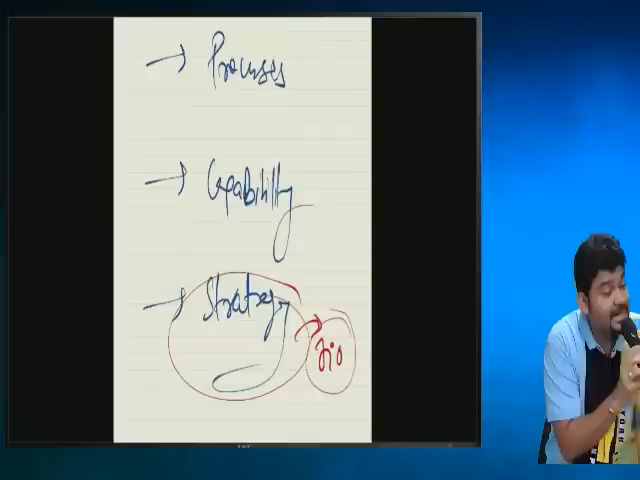 → Processes
→ Capability
→ Strategy
Jio